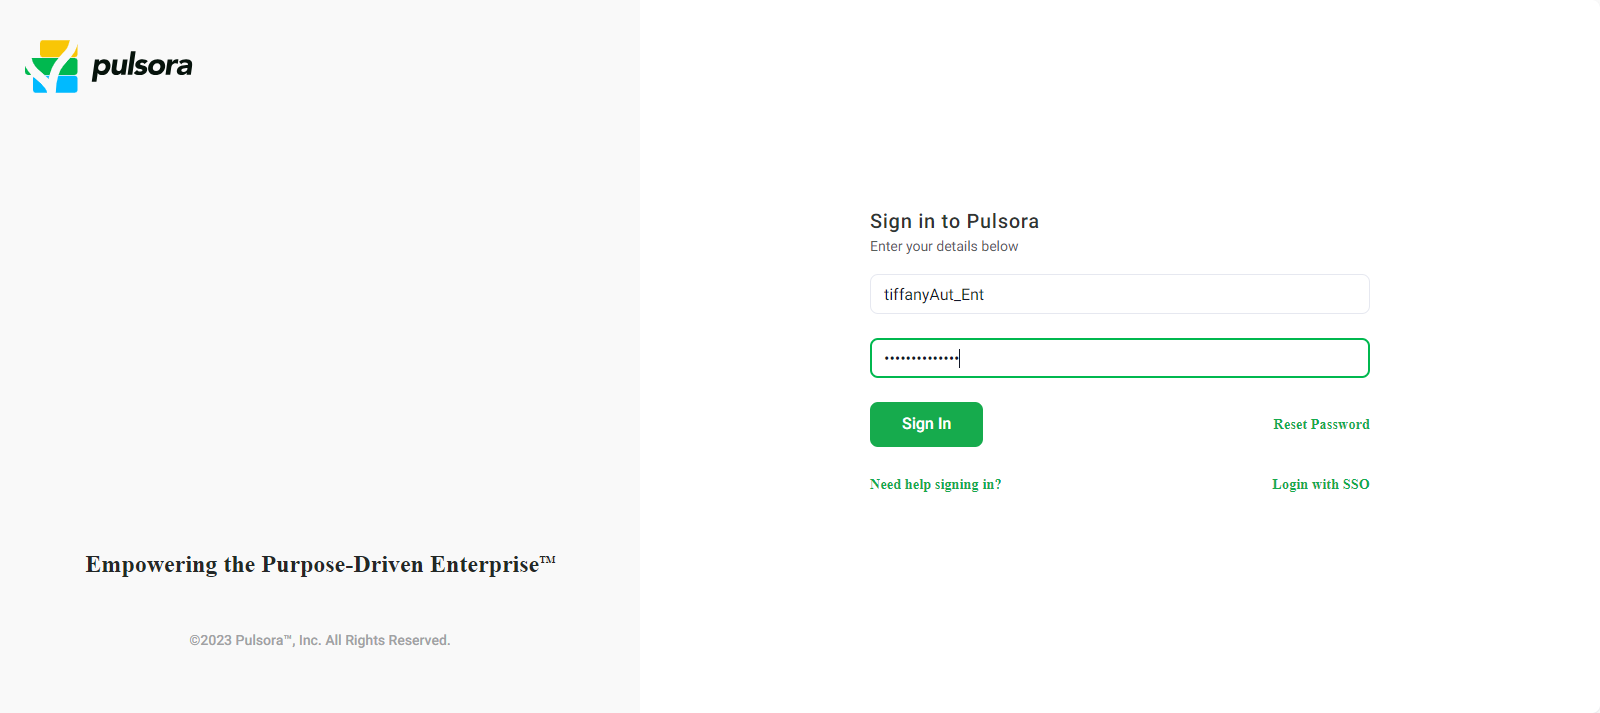 pulsora
Sign in to Pulsora
Enter your details below
tiffanyAut_Ent
••••••••••••••
Sign In
Reset Password
Need help signing in?
Login with SSO
Empowering the Purpose-Driven Enterprise™
©2023 Pulsora™, Inc. All Rights Reserved.